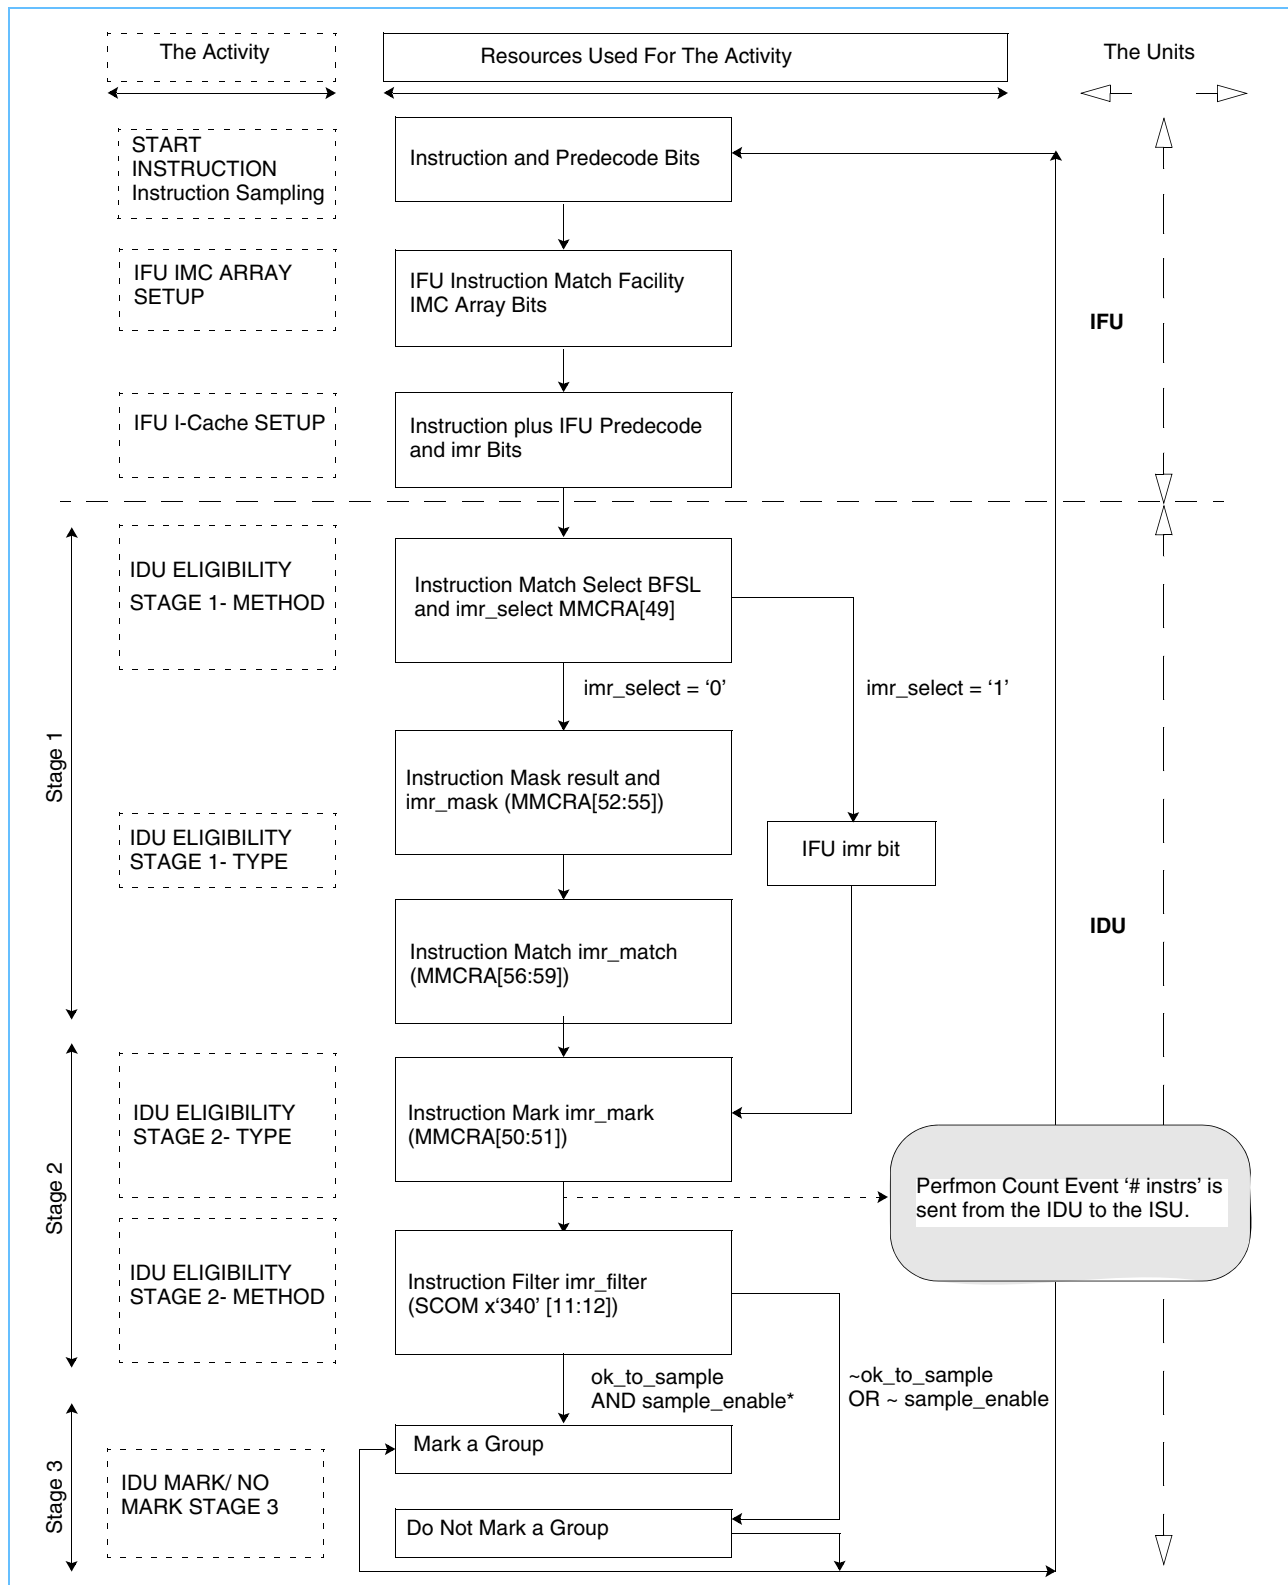 The Activity
Resources Used For The Activity
The Units
START
INSTRUCTION
Instruction Sampling
Instruction and Predecode Bits
IFU IMC ARRAY
SETUP
IFU Instruction Match Facility
IMC Array Bits
IFU
IFU I-Cache SETUP
Instruction plus IFU Predecode
and imr Bits
Stage 1
IDU ELIGIBILITY
STAGE 1- METHOD
Instruction Match Select BFSL
and imr_select MMCRA[49]
imr_select = ‘0’
imr_select = ‘1’
Instruction Mask result and
imr_mask (MMCRA[52:55])
IDU ELIGIBILITY
STAGE 1- TYPE
IFU imr bit
Instruction Match imr_match
(MMCRA[56:59])
IDU
Stage 2
IDU ELIGIBILITY
STAGE 2- TYPE
Instruction Mark imr_mark
(MMCRA[50:51])
Perfmon Count Event ‘# instrs’ is
sent from the IDU to the ISU.
IDU ELIGIBILITY
STAGE 2- METHOD
Instruction Filter imr_filter
(SCOM x‘340’ [11:12])
ok_to_sample
AND sample_enable*
~ok_to_sample
OR ~ sample_enable
Stage 3
IDU MARK/ NO
MARK STAGE 3
Mark a Group
Do Not Mark a Group